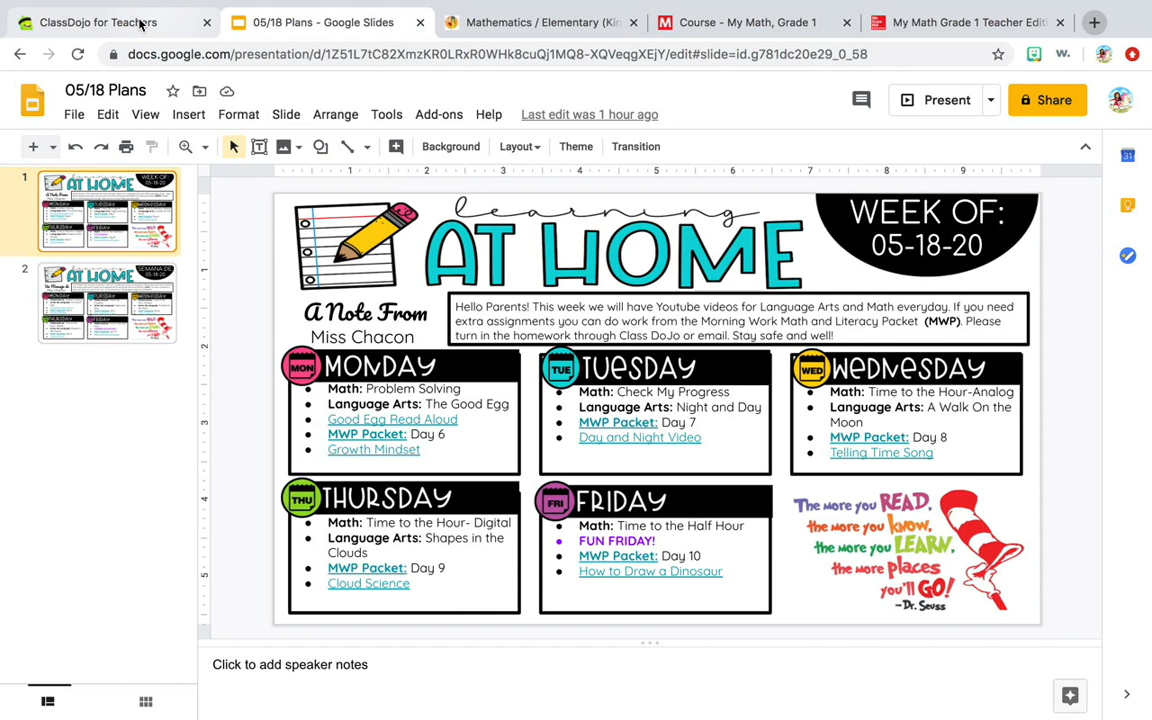 ClassDojo for Teachers
05/18 Plans - Google Slides
Mathematics / Elementary (Kin
Course - My Math, Grade 1
My Math Grade 1 Teacher Editi
docs.google.com/presentation/d/1Z51L7tC82XmzKR0LRxR0WHk8cuQj1MQ8-XQVeqgXEjY/edit#slide=id.g781dc20e29_0_58
05/18 Plans
File Edit View Insert Format Slide Arrange Tools Add-ons Help Last edit was 1 hour ago
Present
Share
Background Layout Theme Transition
1
2
learning
AT HOME
WEEK OF:
05-18-20
A Note From
Miss Chacon
Hello Parents! This week we will have Youtube videos for Language Arts and Math everyday. If you need
extra assignments you can do work from the Morning Work Math and Literacy Packet (MWP). Please
turn in the homework through Class DoJo or email. Stay safe and well!
MON MONDAY
Math: Problem Solving
Language Arts: The Good Egg
Good Egg Read Aloud
MWP Packet: Day 6
Growth Mindset
TUE TUESDAY
Math: Check My Progress
Language Arts: Night and Day
MWP Packet: Day 7
Day and Night Video
WED WEDNESDAY
Math: Time to the Hour-Analog
Language Arts: A Walk On the
Moon
MWP Packet: Day 8
Telling Time Song
THU THURSDAY
Math: Time to the Hour- Digital
Language Arts: Shapes in the
Clouds
MWP Packet: Day 9
Cloud Science
FRI FRIDAY
Math: Time to the Half Hour
FUN FRIDAY!
MWP Packet: Day 10
How to Draw a Dinosaur
The more you READ,
the more you KNOW,
the more you LEARN,
the more places
you'll GO!
- Dr. Seuss
Click to add speaker notes